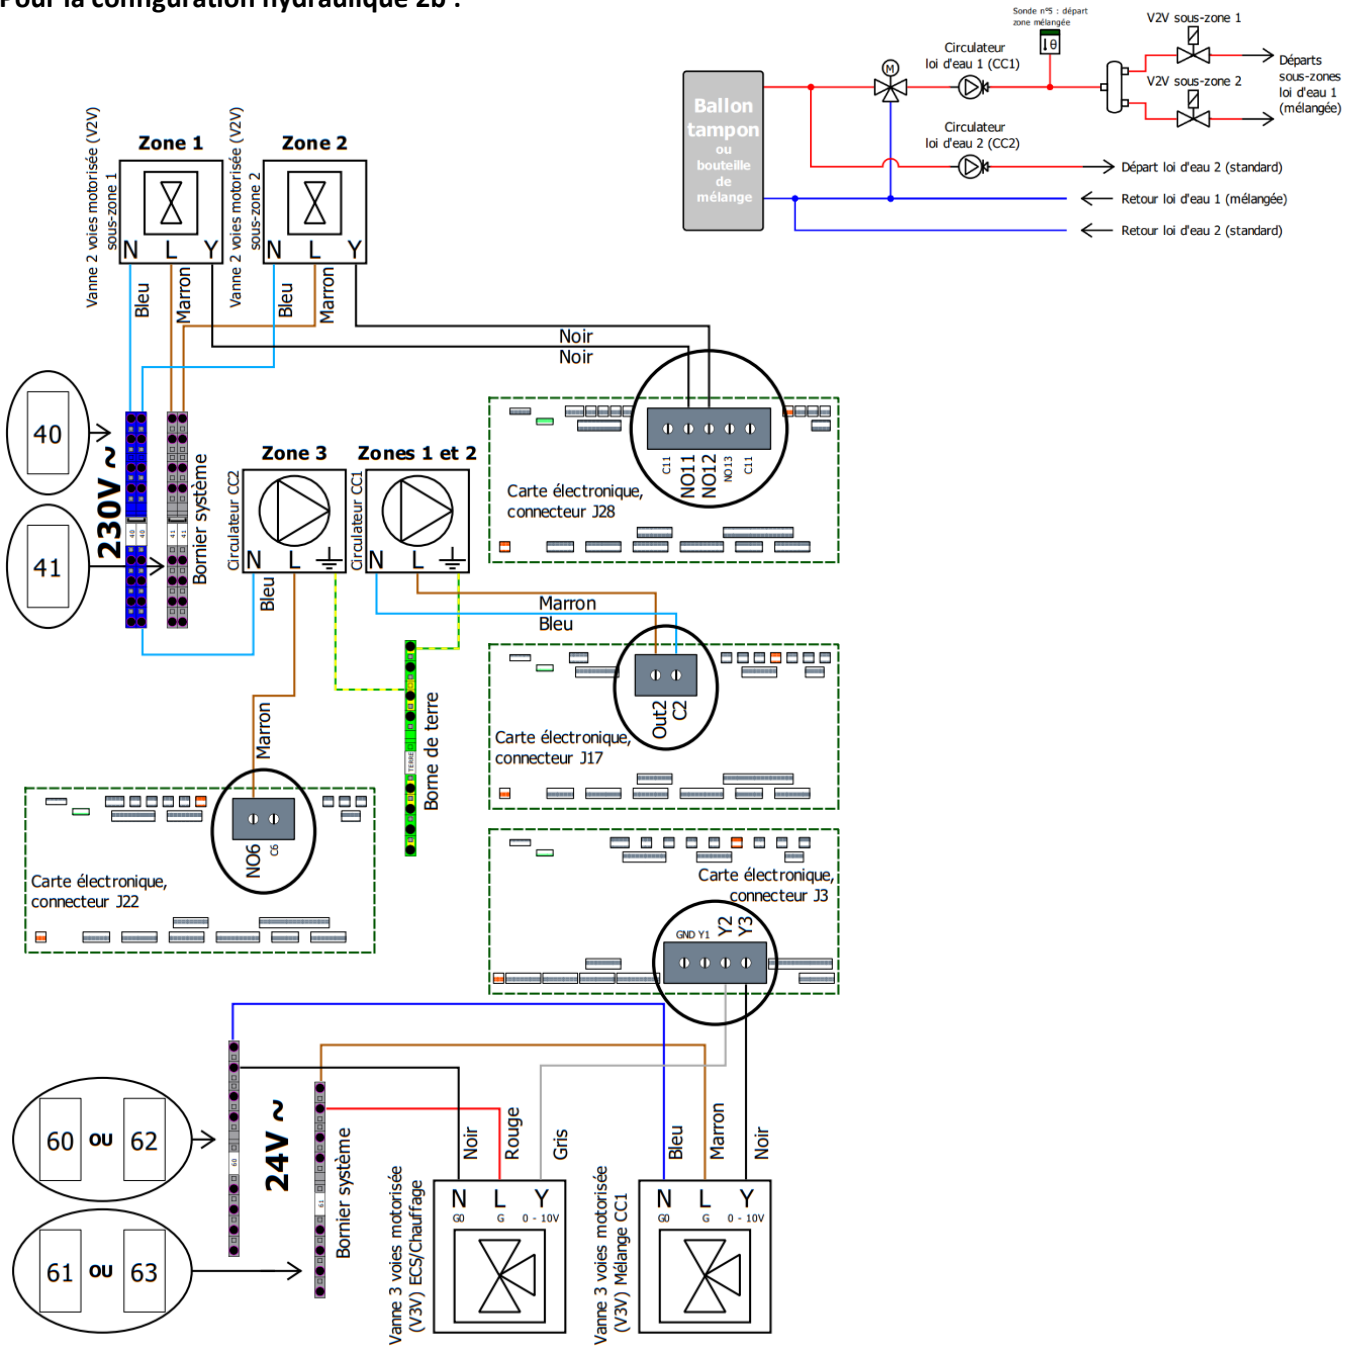 Pour la configuration hydraulique 2b :
Sonde n°5 : départ
zone mélangée
V2V sous-zone 1
Circulateur
loi d'eau 1 (CC1)
M
Départs
sous-zones
loi d'eau 1
(mélangée)
V2V sous-zone 2
Ballon
tampon
ou
bouteille
de
mélange
Circulateur
loi d'eau 2 (CC2)
Départ loi d'eau 2 (standard)
Retour loi d'eau 1 (mélangée)
Retour loi d'eau 2 (standard)
Vanne 2 voies motorisée (V2V)
sous-zone 1
Zone 1
N L Y
Vanne 2 voies motorisée (V2V)
sous-zone 2
Zone 2
N L Y
Bleu
Marron
Bleu
Marron
Noir
Noir
40
41
230V ~
40 40
41 41
Bornier système
C11
NO11
NO12
NO13
C11
Carte électronique,
connecteur J28
Zone 3
Circulateur CC2
N L
Zones 1 et 2
Circulateur CC1
N L
Bleu
Marron
Bleu
Marron
Out2
C2
Carte électronique,
connecteur J17
TERRE
Borne de terre
NO6
C6
Carte électronique,
connecteur J22
Carte électronique,
connecteur J3
GND Y1
Y2
Y3
60 OU 62
61 OU 63
60
24V ~
61
Bornier système
Noir
Rouge
Gris
Bleu
Marron
Noir
Vanne 3 voies motorisée
(V3V) ECS/Chauffage
N L Y
G0 G 0 - 10V
Vanne 3 voies motorisée
(V3V) Mélange CC1
N L Y
G0 G 0 - 10V